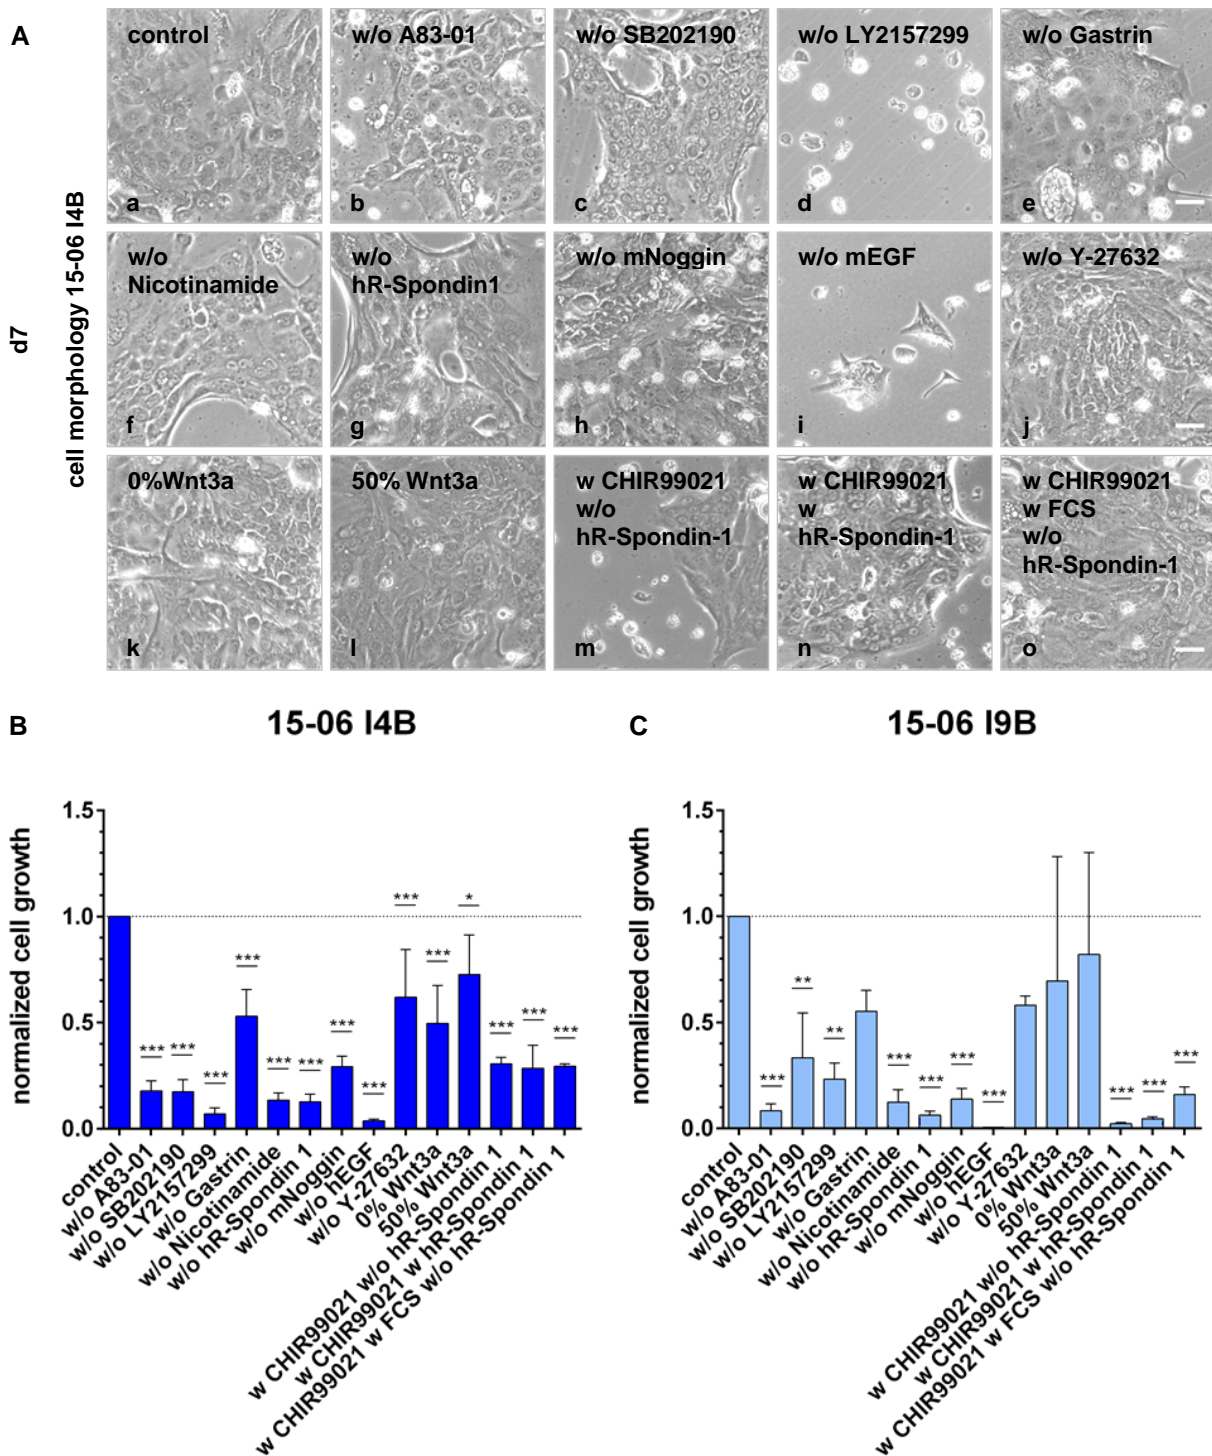 A
cell morphology 15-06 I4B
d7
control
a
w/o A83-01
b
w/o SB202190
c
w/o LY2157299
d
w/o Gastrin
e
w/o
Nicotinamide
f
w/o
hR-Spondin1
g
w/o mNoggin
h
w/o mEGF
i
w/o Y-27632
j
0%Wnt3a
k
50% Wnt3a
l
w CHIR99021
w/o
hR-Spondin-1
m
w CHIR99021
w
hR-Spondin-1
n
w CHIR99021
w FCS
w/o
hR-Spondin-1
o
B
15-06 I4B
normalized cell growth
1.5
1.0
0.5
0.0
***
***
***
***
***
***
***
***
***
***
*
***
***
***
control
w/o A83-01
w/o SB202190
w/o LY2157299
w/o Gastrin
w/o Nicotinamide
w/o hR-Spondin 1
w/o mNoggin
w/o hEGF
w/o Y-27632
0% Wnt3a
50% Wnt3a
w CHIR99021 w/o hR-Spondin 1
w CHIR99021 w hR-Spondin 1
w CHIR99021 w FCS w/o hR-Spondin 1
C
15-06 I9B
normalized cell growth
1.5
1.0
0.5
0.0
***
**
**
***
***
***
***
***
***
***
control
w/o A83-01
w/o SB202190
w/o LY2157299
w/o Gastrin
w/o Nicotinamide
w/o hR-Spondin 1
w/o mNoggin
w/o hEGF
w/o Y-27632
0% Wnt3a
50% Wnt3a
w CHIR99021 w/o hR-Spondin 1
w CHIR99021 w hR-Spondin 1
w CHIR99021 w FCS w/o hR-Spondin 1